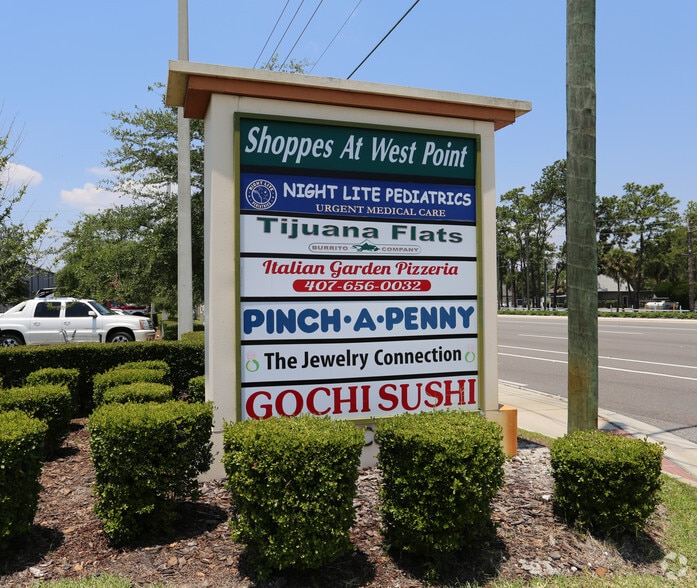 Shoppes At West Point
NIGHT LITE PEDIATRICS
URGENT MEDICAL CARE
Tijuana Flats
BURRITO COMPANY
Italian Garden Pizzeria
407-656-0032
PINCH·A·PENNY
The Jewelry Connection
GOCHI SUSHI